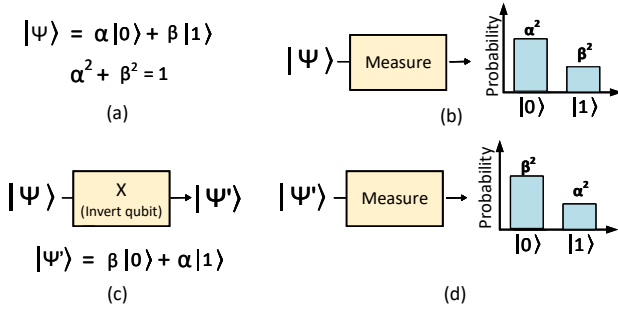 |Ψ⟩ = α|0⟩ + β|1⟩
α² + β² = 1
(a)
|Ψ⟩
Measure
Probability
α²
β²
|0⟩
|1⟩
(b)
|Ψ⟩
X
(Invert qubit)
|Ψ'⟩
|Ψ'⟩ = β|0⟩ + α|1⟩
(c)
|Ψ'⟩
Measure
Probability
β²
α²
|0⟩
|1⟩
(d)